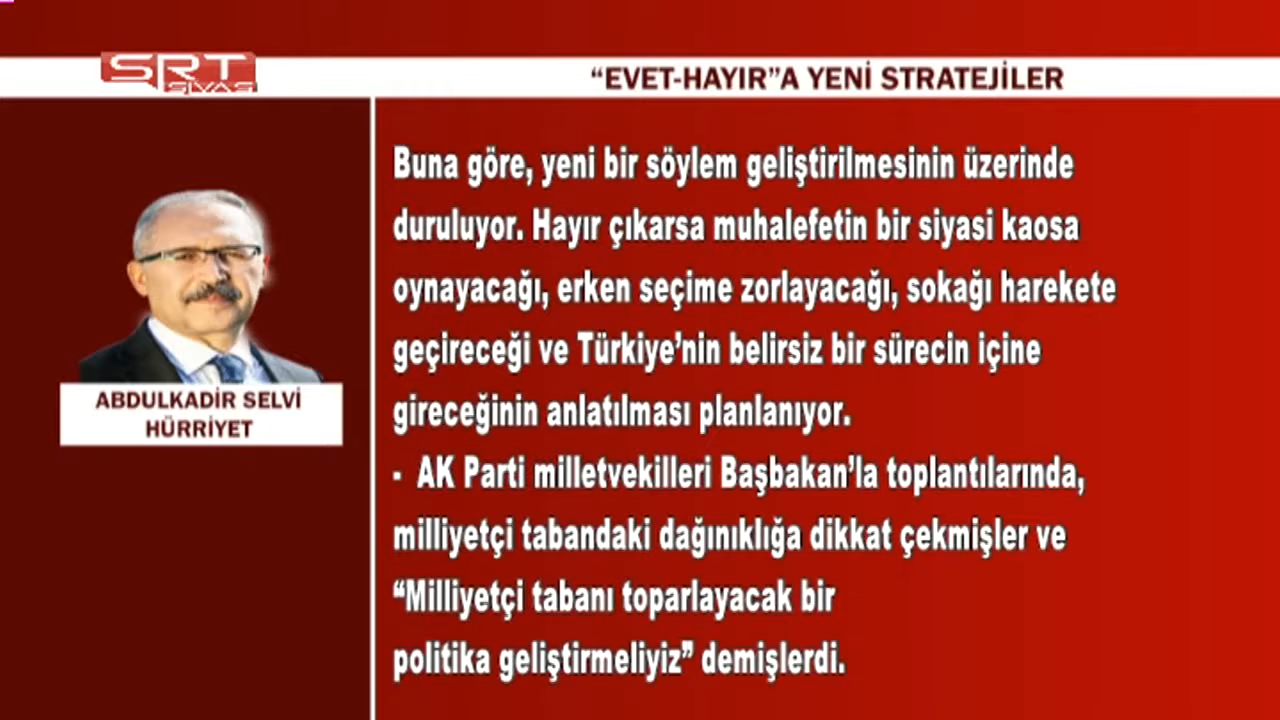 SRT
SİVAS
“EVET-HAYIR”A YENİ STRATEJİLER
Buna göre, yeni bir söylem geliştirilmesinin üzerinde
duruluyor. Hayır çıkarsa muhalefetin bir siyasi kaosa
oynayacağı, erken seçime zorlayacağı, sokağı harekete
geçireceği ve Türkiye’nin belirsiz bir sürecin içine
gireceğinin anlatılması planlanıyor.
- AK Parti milletvekilleri Başbakan’la toplantılarında,
milliyetçi tabandaki dağınıklığa dikkat çekmişler ve
“Milliyetçi tabanı toparlayacak bir
politika geliştirmeliyiz” demişlerdi.
ABDULKADİR SELVİ
HÜRRİYET